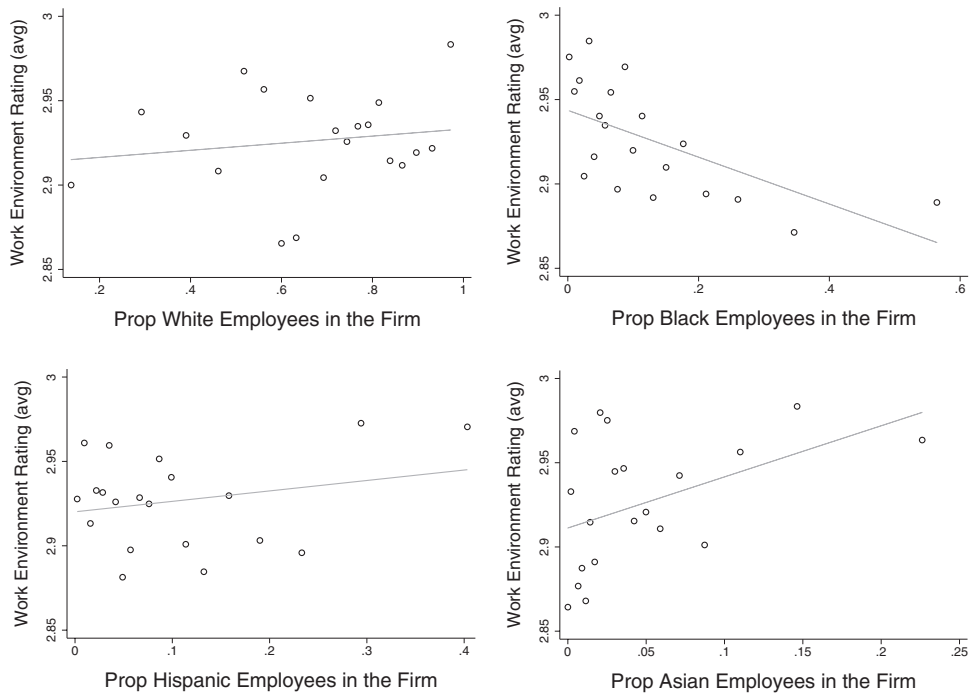 Work Environment Rating (avg)
3
2.95
2.9
2.85
.2 .4 .6 .8 1
Prop White Employees in the Firm
Work Environment Rating (avg)
3
2.95
2.9
2.85
0 .2 .4 .6
Prop Black Employees in the Firm
Work Environment Rating (avg)
3
2.95
2.9
2.85
0 .1 .2 .3 .4
Prop Hispanic Employees in the Firm
Work Environment Rating (avg)
3
2.95
2.9
2.85
0 .05 .1 .15 .2 .25
Prop Asian Employees in the Firm